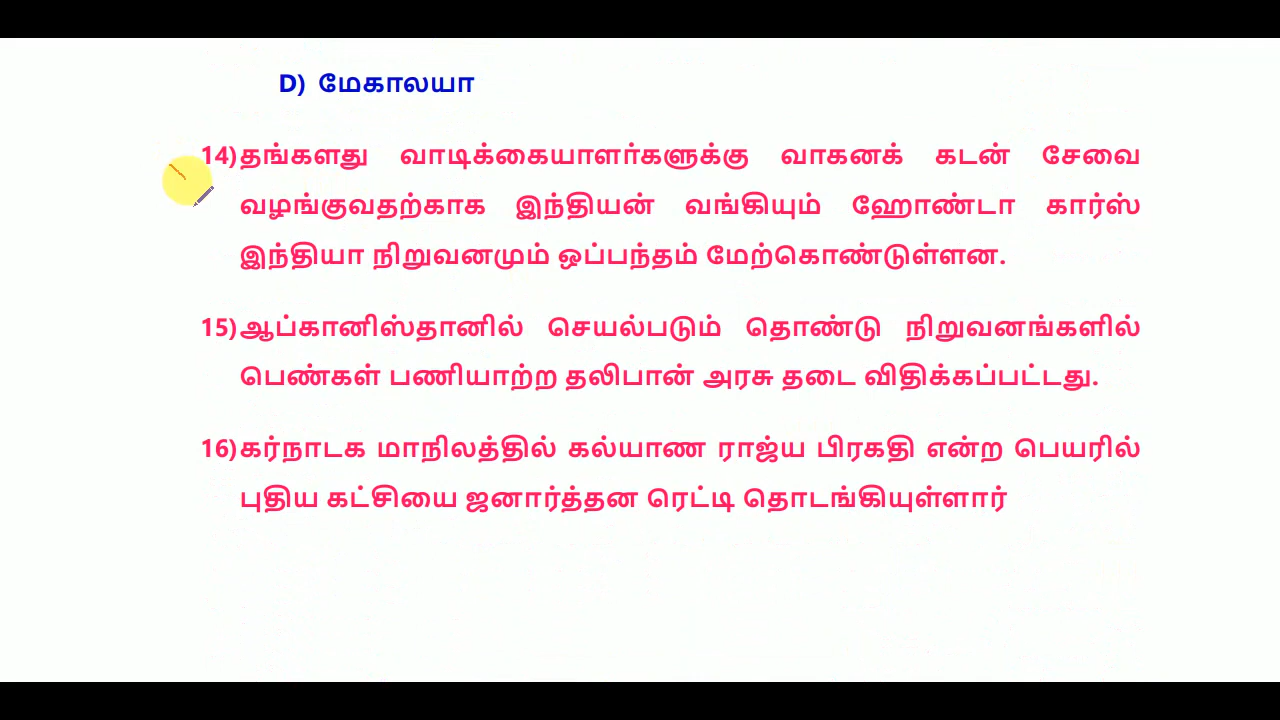 D) மேகாலயா
14)தங்களது வாடிக்கையாளர்களுக்கு வாகனக் கடன் சேவை
வழங்குவதற்காக இந்தியன் வங்கியும் ஹோண்டா கார்ஸ்
இந்தியா நிறுவனமும் ஒப்பந்தம் மேற்கொண்டுள்ளன.
15)ஆப்கானிஸ்தானில் செயல்படும் தொண்டு நிறுவனங்களில்
பெண்கள் பணியாற்ற தலிபான் அரசு தடை விதிக்கப்பட்டது.
16)கர்நாடக மாநிலத்தில் கல்யாண ராஜ்ய பிரகதி என்ற பெயரில்
புதிய கட்சியை ஜனார்த்தன ரெட்டி தொடங்கியுள்ளார்